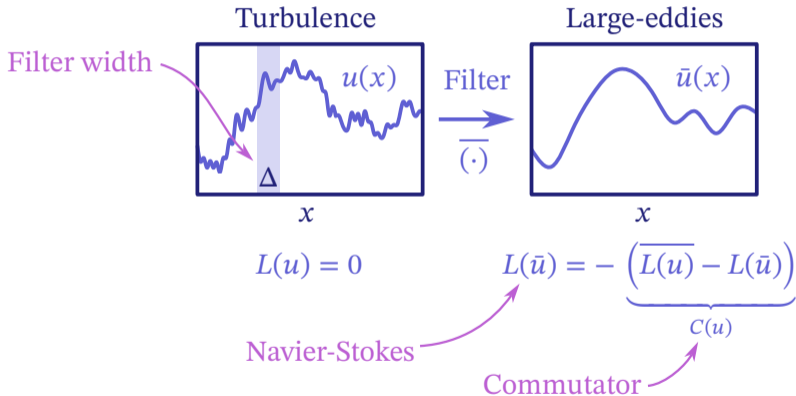 Turbulence
Large-eddies
Filter width
u(x)
Filter
ū(x)
Δ
(·)̅
x
x
L(u) = 0
L(ū) = − (L(u)̅ − L(ū))
C(u)
Navier-Stokes
Commutator